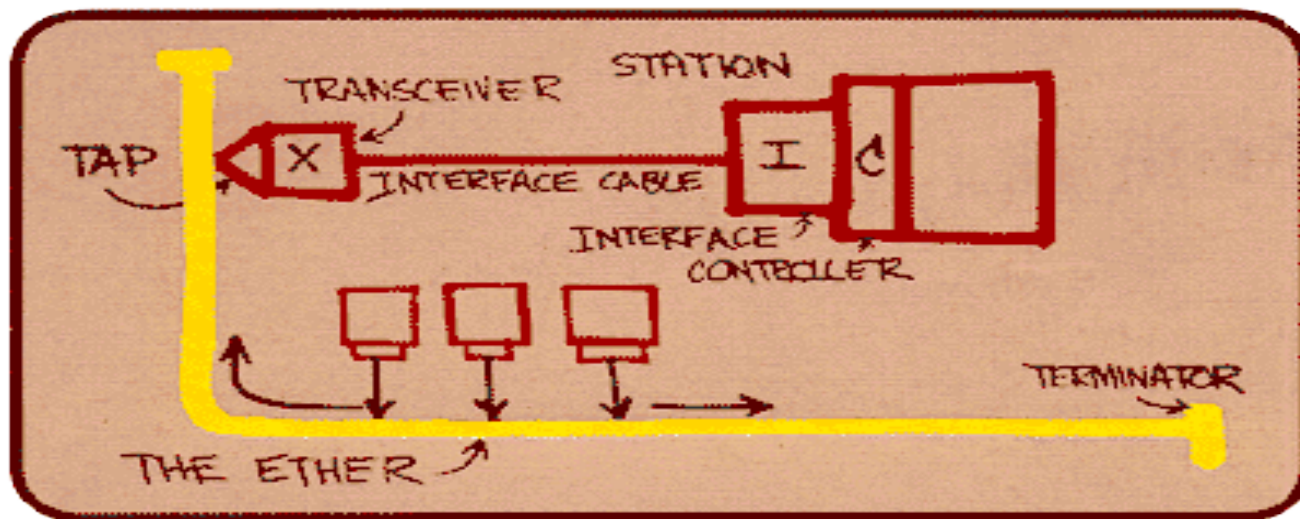 STATION
TRANSCEIVER
TAP
X
I
C
INTERFACE CABLE
INTERFACE
CONTROLLER
TERMINATOR
THE ETHER